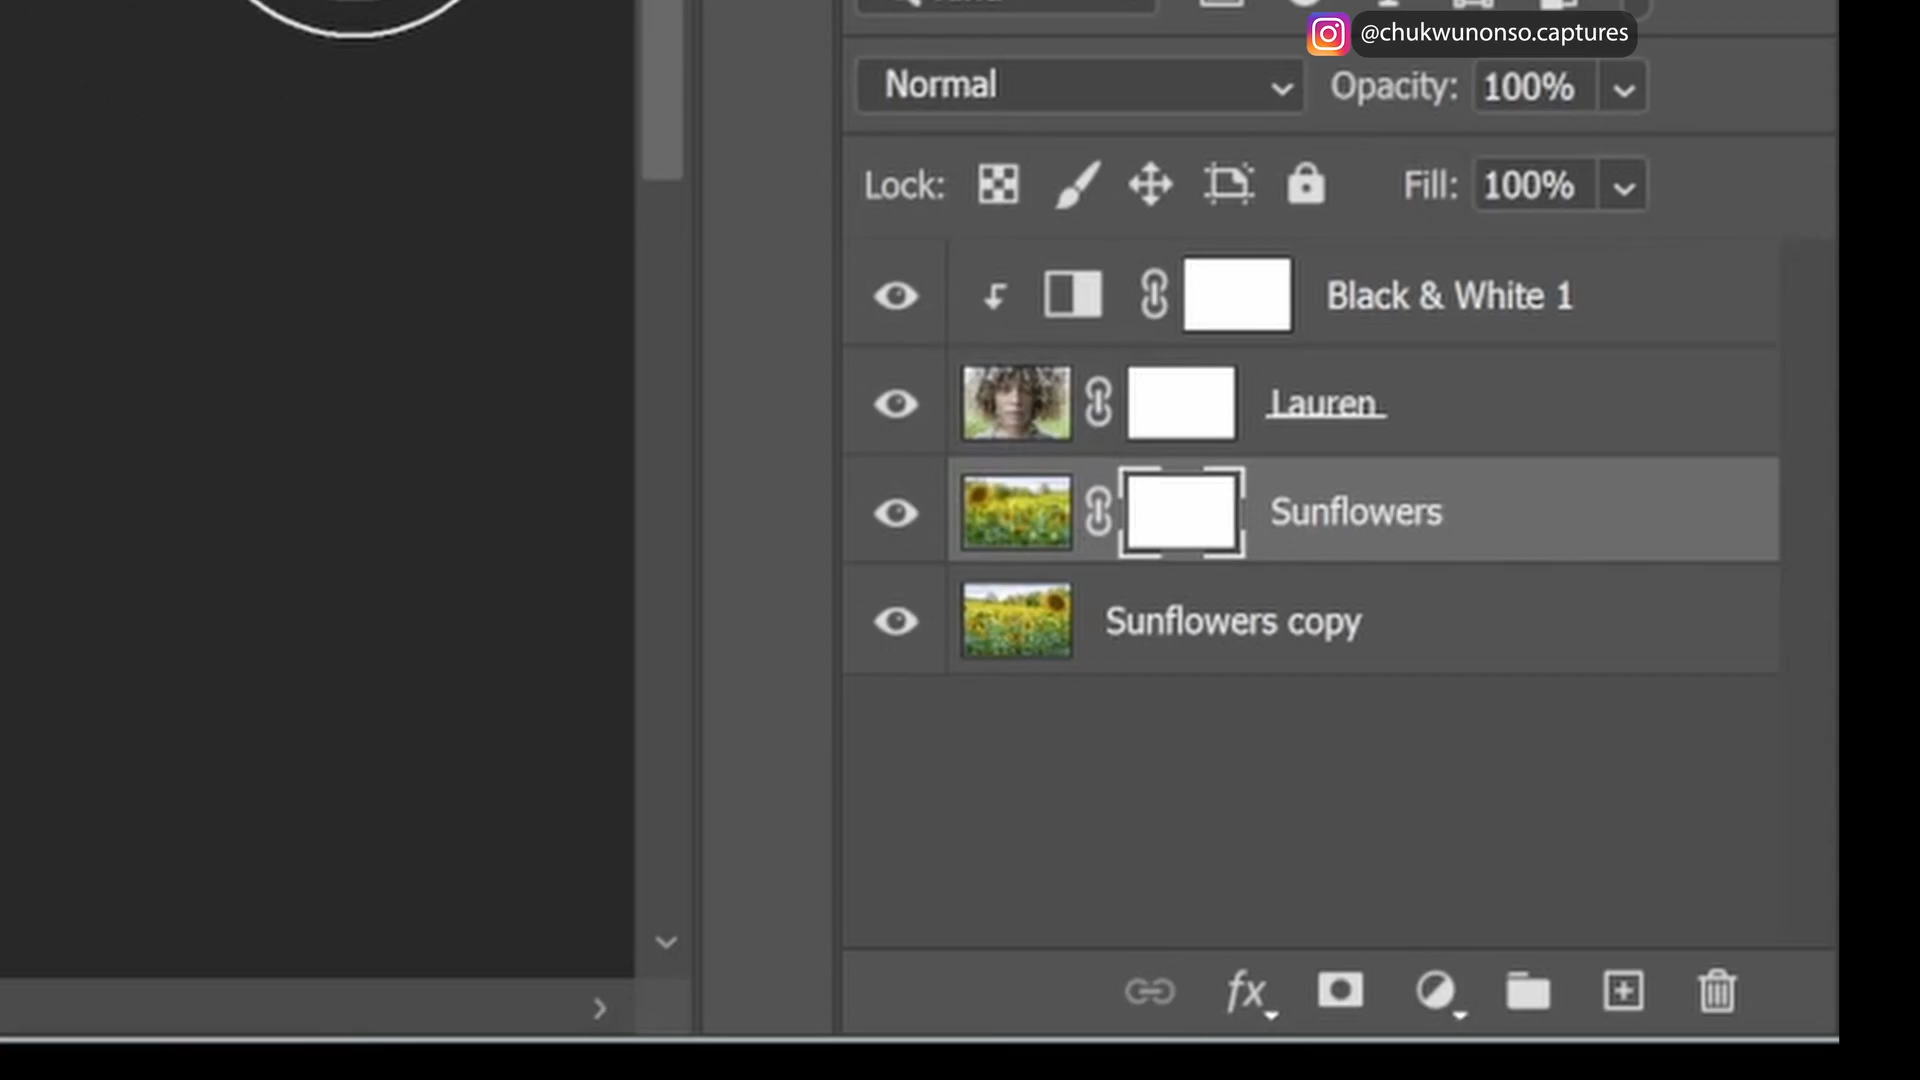 @chukwunonso.captures
Normal
Opacity: 100%
Lock:
Fill: 100%
Black & White 1
Lauren
Sunflowers
Sunflowers copy
fx